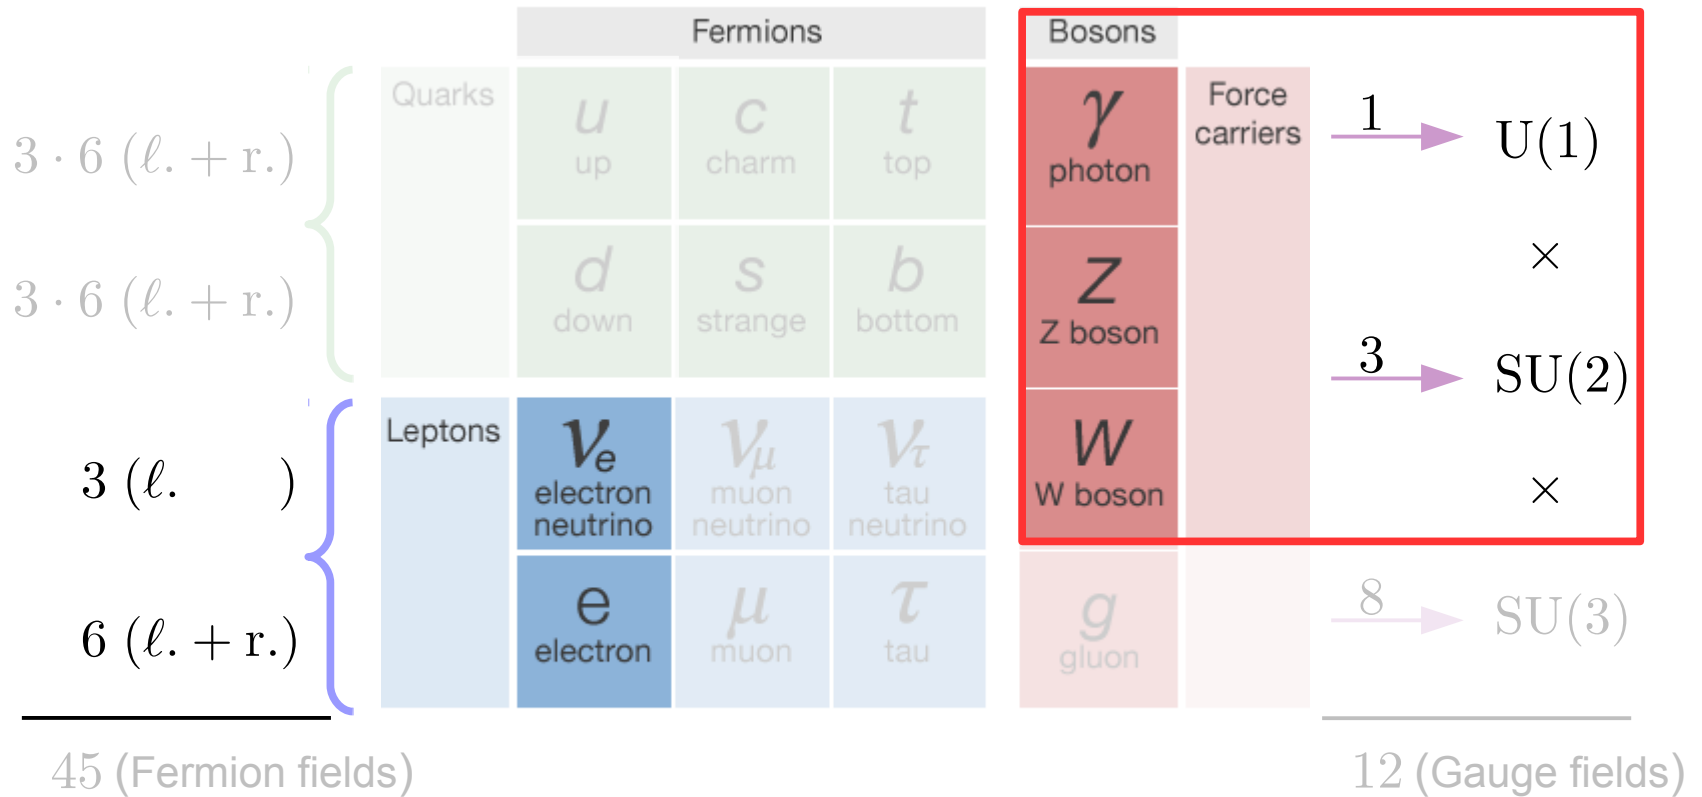 Fermions
Bosons
Quarks
u
up
c
charm
t
top
γ
photon
Force
carriers
1
U(1)
3 · 6 (ℓ. + r.)
×
d
down
s
strange
b
bottom
Z
Z boson
3 · 6 (ℓ. + r.)
3
SU(2)
Leptons
νe
electron
neutrino
νμ
muon
neutrino
ντ
tau
neutrino
W
W boson
3 (ℓ. )
×
e
electron
μ
muon
τ
tau
g
gluon
8
SU(3)
6 (ℓ. + r.)
45 (Fermion fields)
12 (Gauge fields)